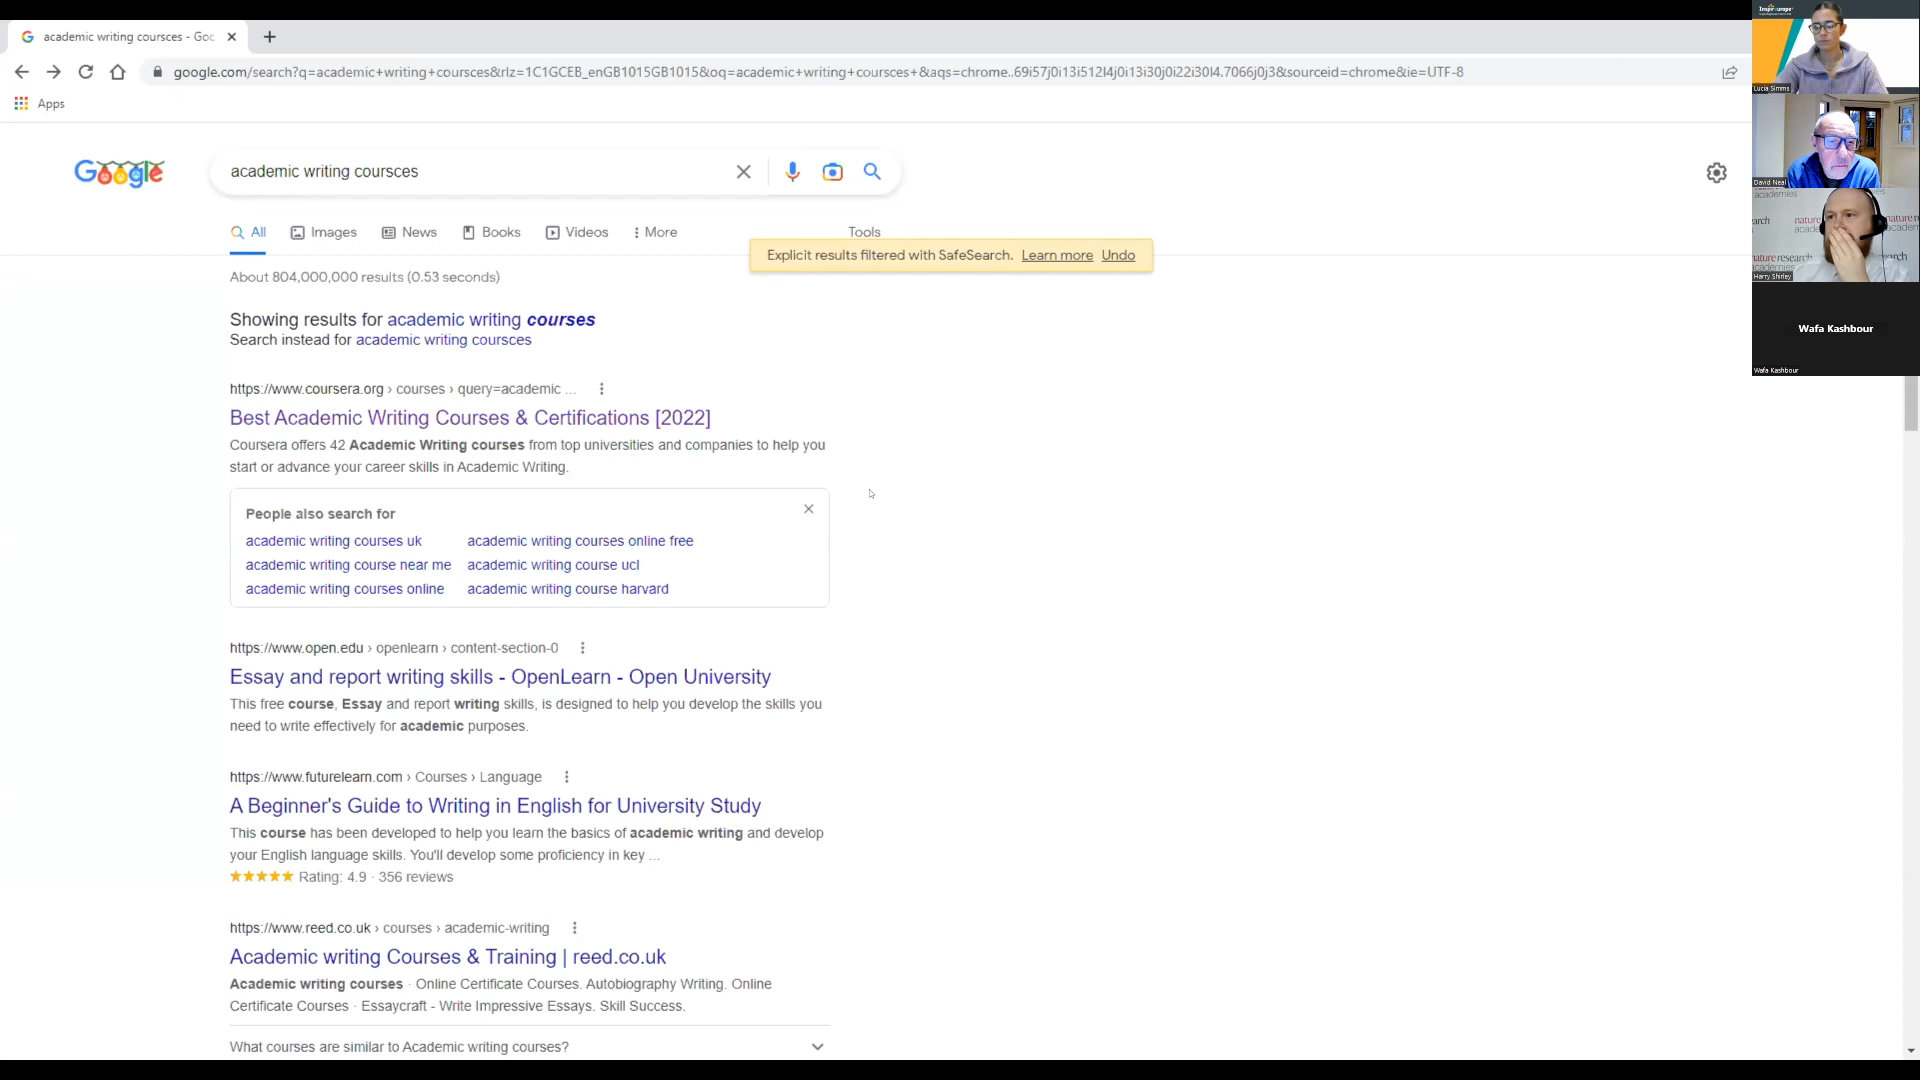 academic writing coursces - Goo
google.com/search?q=academic+writing+coursces&rlz=1C1GCEB_enGB1015GB1015&oq=academic+writing+coursces+&aqs=chrome..69i57j0i13i512l4j0i13i30j0i22i30l4.7066j0j3&sourceid=chrome&ie=UTF-8
Apps
Google
academic writing coursces
All
Images
News
Books
Videos
More
Tools
Explicit results filtered with SafeSearch. Learn more Undo
About 804,000,000 results (0.53 seconds)
Showing results for academic writing courses
Search instead for academic writing coursces
https://www.coursera.org › courses › query=academic ...
Best Academic Writing Courses & Certifications [2022]
Coursera offers 42 Academic Writing courses from top universities and companies to help you
start or advance your career skills in Academic Writing.
People also search for
academic writing courses uk academic writing courses online free
academic writing course near me academic writing course ucl
academic writing courses online academic writing course harvard
https://www.open.edu › openlearn › content-section-0
Essay and report writing skills - OpenLearn - Open University
This free course, Essay and report writing skills, is designed to help you develop the skills you
need to write effectively for academic purposes.
https://www.futurelearn.com › Courses › Language
A Beginner's Guide to Writing in English for University Study
This course has been developed to help you learn the basics of academic writing and develop
your English language skills. You'll develop some proficiency in key ...
Rating: 4.9 · 356 reviews
https://www.reed.co.uk › courses › academic-writing
Academic writing Courses & Training | reed.co.uk
Academic writing courses · Online Certificate Courses. Autobiography Writing. Online
Certificate Courses · Essaycraft - Write Impressive Essays. Skill Success.
What courses are similar to Academic writing courses?
Lucia Simms
David Neal
academies
nature
nature research
academies
Harry Shirley
Wafa Kashbour
Wafa Kashbour